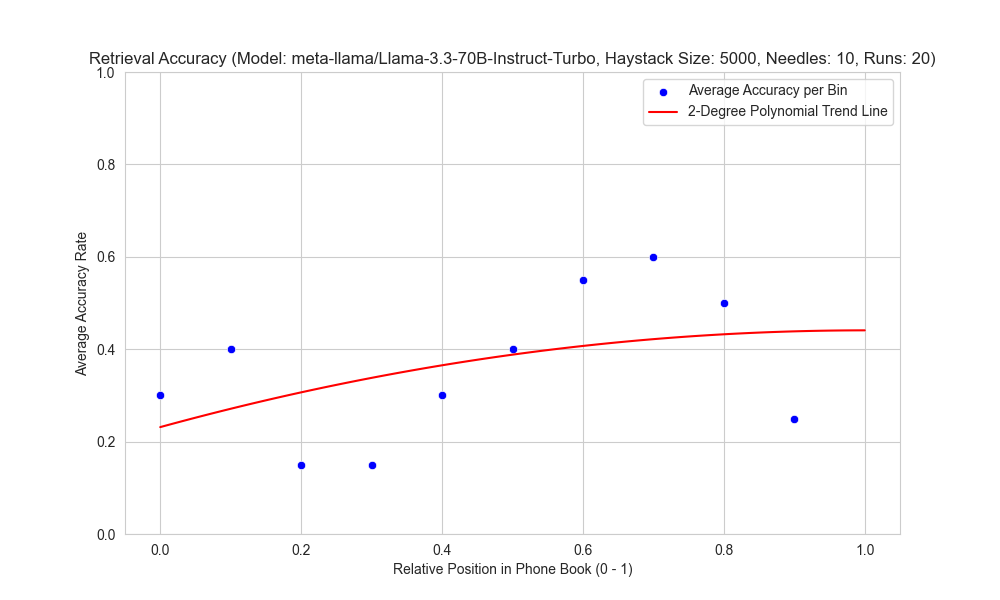 Retrieval Accuracy (Model: meta-llama/Llama-3.3-70B-Instruct-Turbo, Haystack Size: 5000, Needles: 10, Runs: 20)
Average Accuracy per Bin
2-Degree Polynomial Trend Line
Average Accuracy Rate
1.0
0.8
0.6
0.4
0.2
0.0
0.0 0.2 0.4 0.6 0.8 1.0
Relative Position in Phone Book (0 - 1)